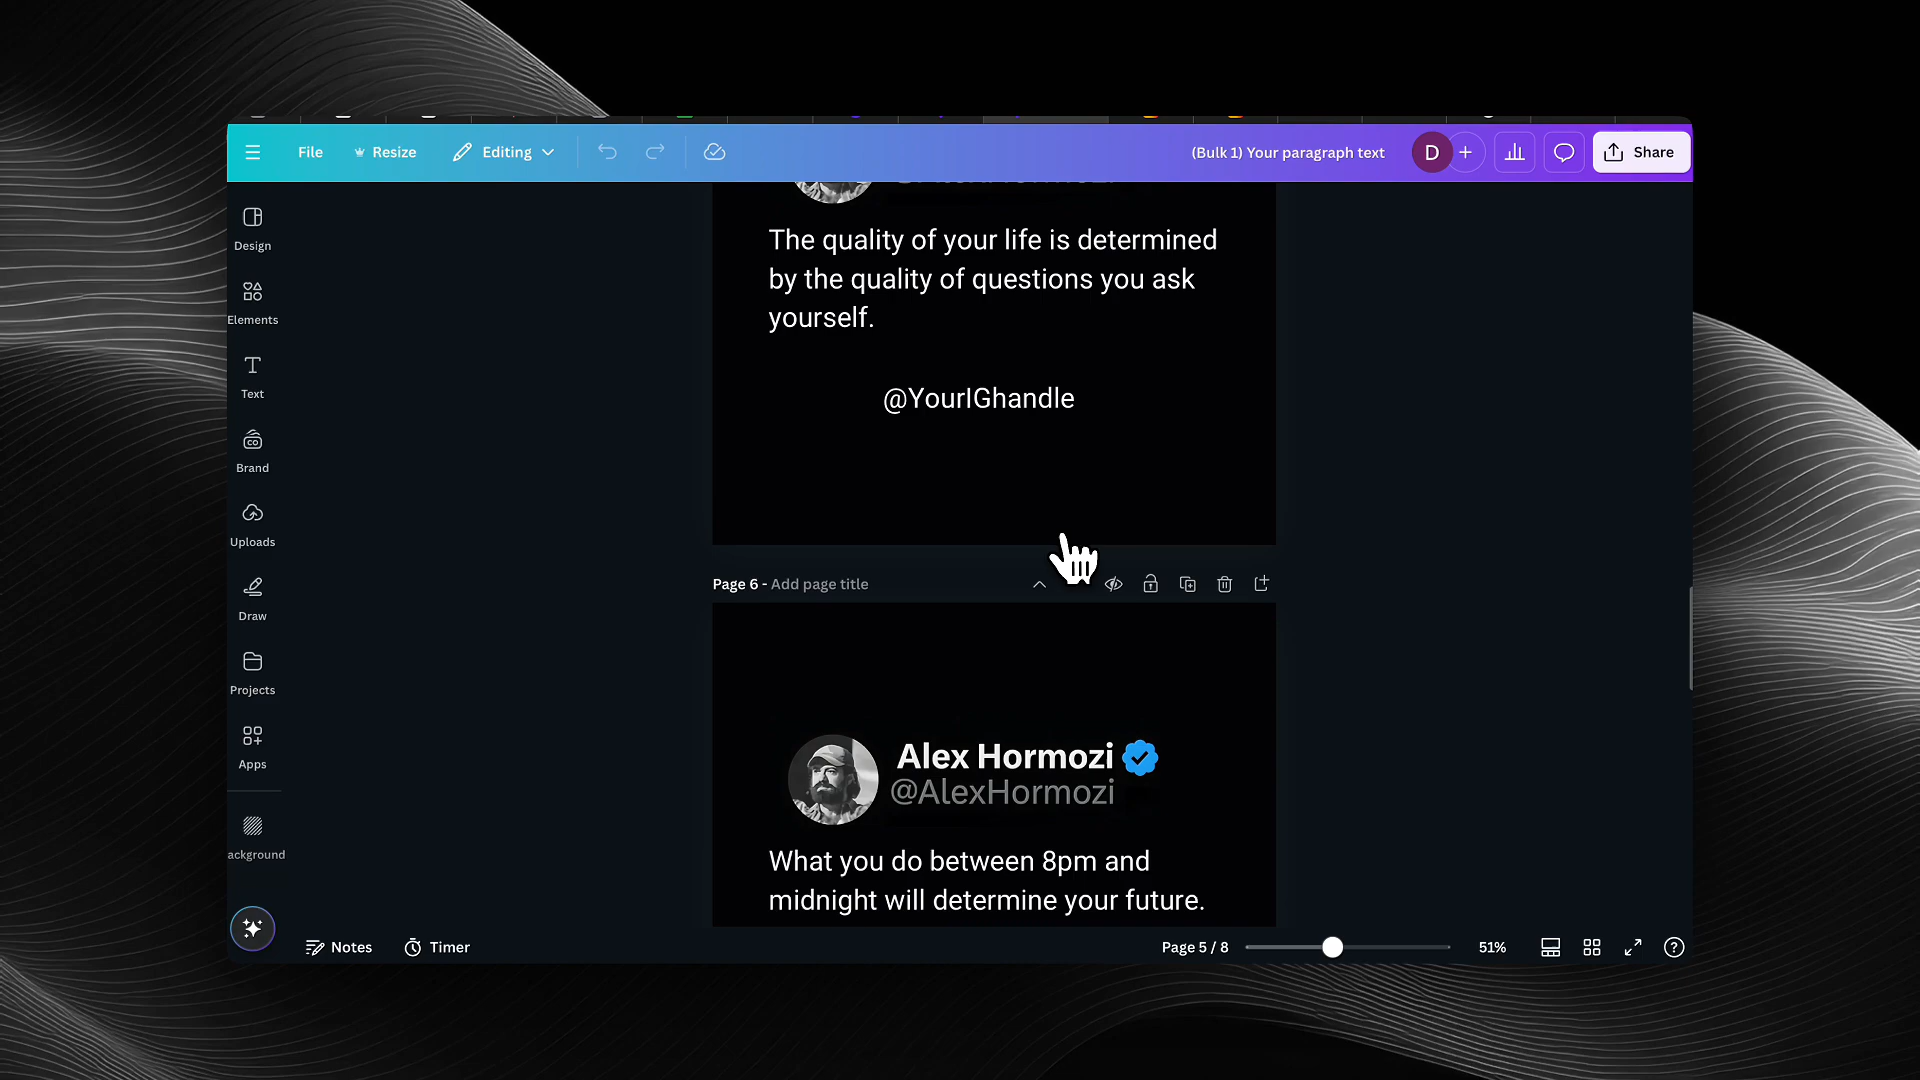 File
Resize
Editing
(Bulk 1) Your paragraph text
D
Share
Design
Elements
Text
Brand
Uploads
Draw
Projects
Apps
ackground
The quality of your life is determined
by the quality of questions you ask
yourself.
@YourIGhandle
Page 6 - Add page title
Alex Hormozi
@AlexHormozi
What you do between 8pm and
midnight will determine your future.
Notes
Timer
Page 5 / 8
51%